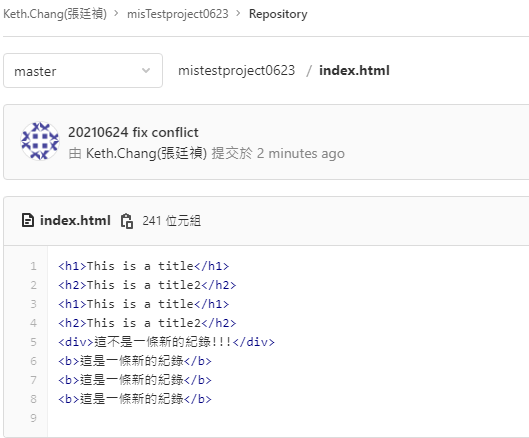 Keth.Chang(張廷禎) > misTestproject0623 > Repository
master
mistestproject0623 / index.html
20210624 fix conflict
由 Keth.Chang(張廷禎) 提交於 2 minutes ago
index.html 241 位元組
1 <h1>This is a title</h1>
2 <h2>This is a title2</h2>
3 <h1>This is a title</h1>
4 <h2>This is a title2</h2>
5 <div>這不是一條新的紀錄!!!</div>
6 <b>這是一條新的紀錄</b>
7 <b>這是一條新的紀錄</b>
8 <b>這是一條新的紀錄</b>
9